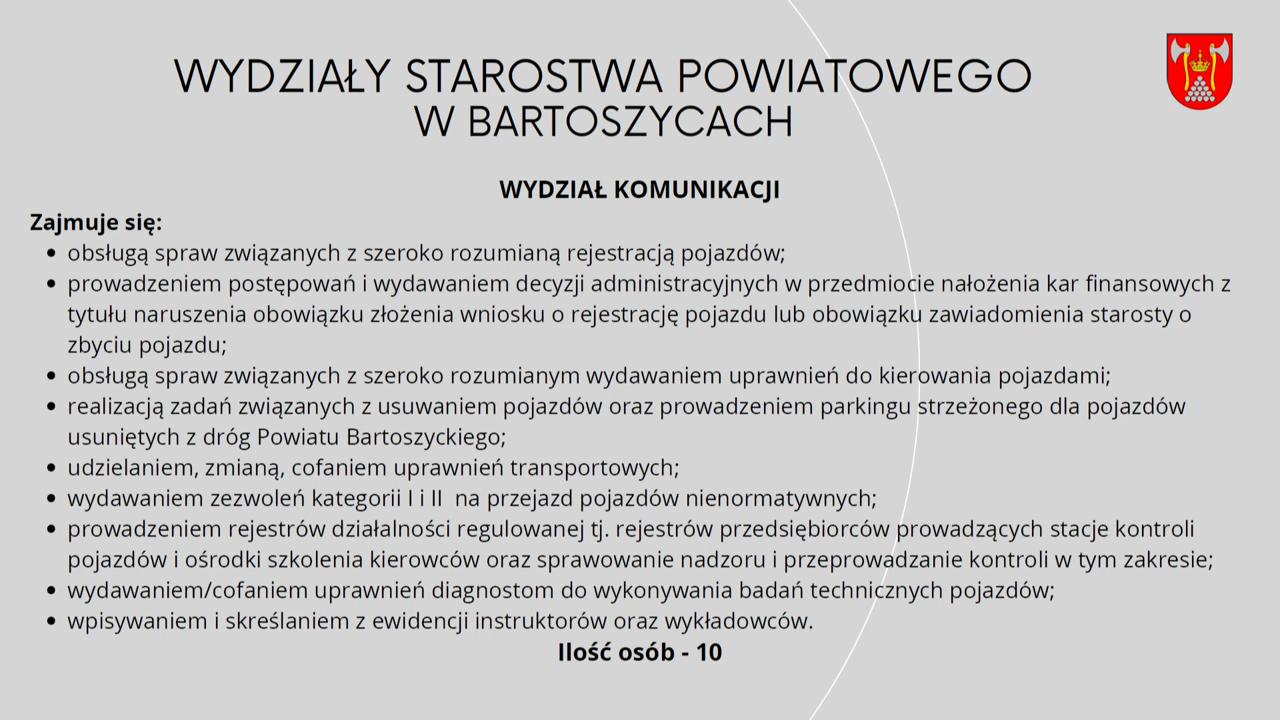 WYDZIAŁY STAROSTWA POWIATOWEGO
W BARTOSZYCACH
WYDZIAŁ KOMUNIKACJI
Zajmuje się:
• obsługą spraw związanych z szeroko rozumianą rejestracją pojazdów;
• prowadzeniem postępowań i wydawaniem decyzji administracyjnych w przedmiocie nałożenia kar finansowych z
tytułu naruszenia obowiązku złożenia wniosku o rejestrację pojazdu lub obowiązku zawiadomienia starosty o
zbyciu pojazdu;
• obsługą spraw związanych z szeroko rozumianym wydawaniem uprawnień do kierowania pojazdami;
• realizacją zadań związanych z usuwaniem pojazdów oraz prowadzeniem parkingu strzeżonego dla pojazdów
usuniętych z dróg Powiatu Bartoszyckiego;
• udzielaniem, zmianą, cofaniem uprawnień transportowych;
• wydawaniem zezwoleń kategorii I i II  na przejazd pojazdów nienormatywnych;
• prowadzeniem rejestrów działalności regulowanej tj. rejestrów przedsiębiorców prowadzących stacje kontroli
pojazdów i ośrodki szkolenia kierowców oraz sprawowanie nadzoru i przeprowadzanie kontroli w tym zakresie;
• wydawaniem/cofaniem uprawnień diagnostom do wykonywania badań technicznych pojazdów;
• wpisywaniem i skreślaniem z ewidencji instruktorów oraz wykładowców.
Ilość osób - 10